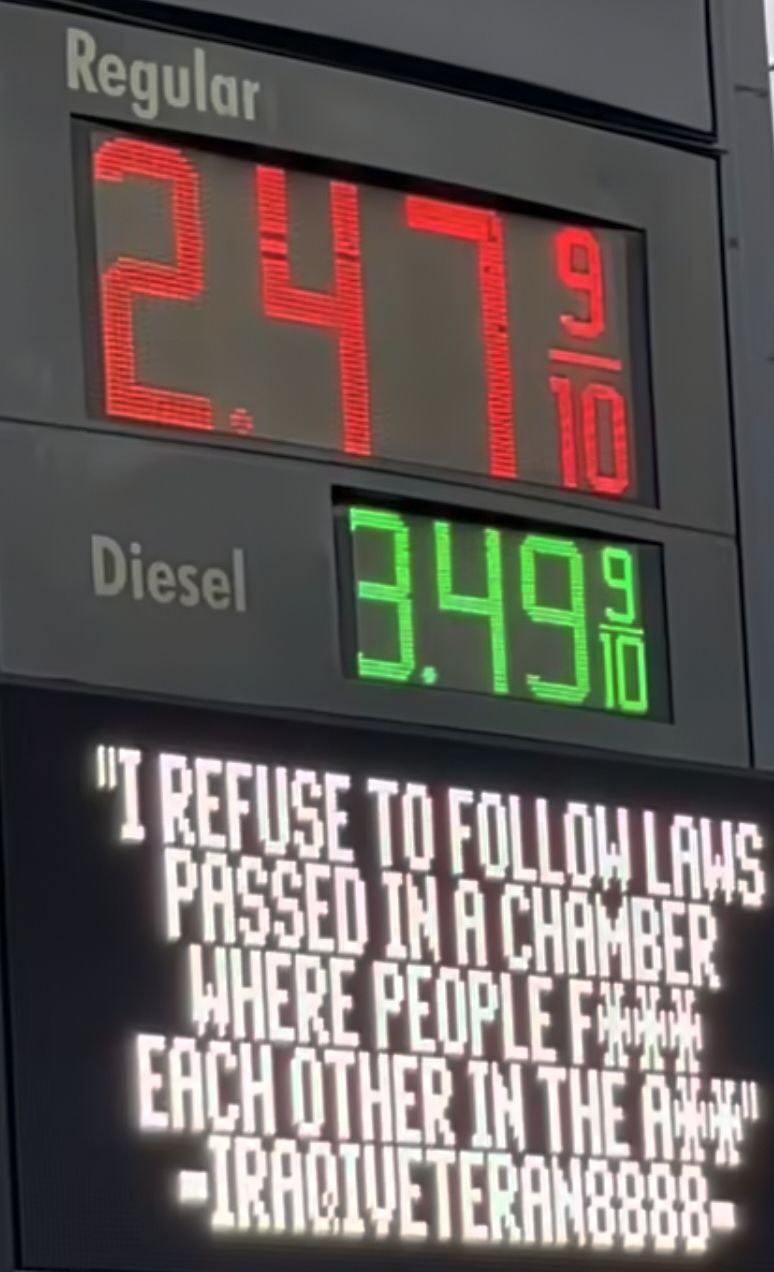 Regular
2.47 9/10
Diesel
3.49 9/10
"I REFUSE TO FOLLOW LAWS
PASSED IN A CHAMBER
WHERE PEOPLE F***
EACH OTHER IN THE A**"
-IRAQIVETERAN8888-